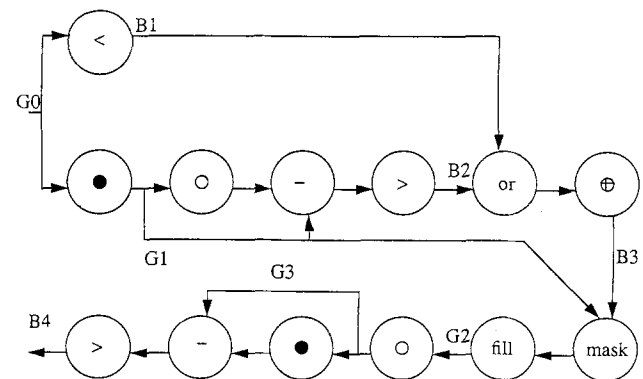 B1
<
G0
● ○ − > B2 or ⊕
G1
B3
G3
B4
> − ● ○ G2 fill mask